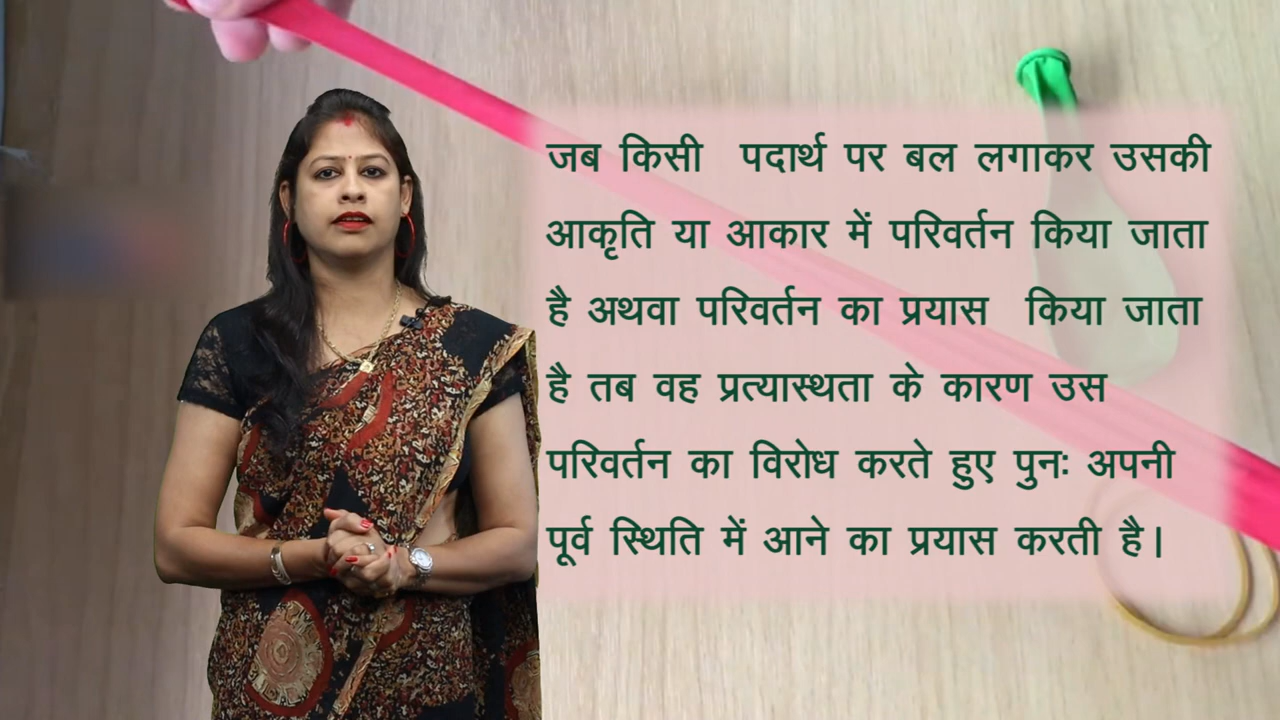 जब किसी पदार्थ पर बल लगाकर उसकी
आकृति या आकार में परिवर्तन किया जाता
है अथवा परिवर्तन का प्रयास किया जाता
है तब वह प्रत्यास्थता के कारण उस
परिवर्तन का विरोध करते हुए पुनः अपनी
पूर्व स्थिति में आने का प्रयास करती है।